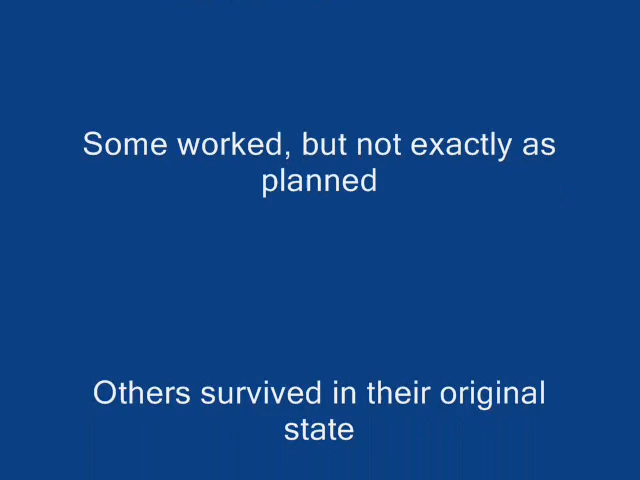 Some worked, but not exactly as
planned
Others survived in their original
state